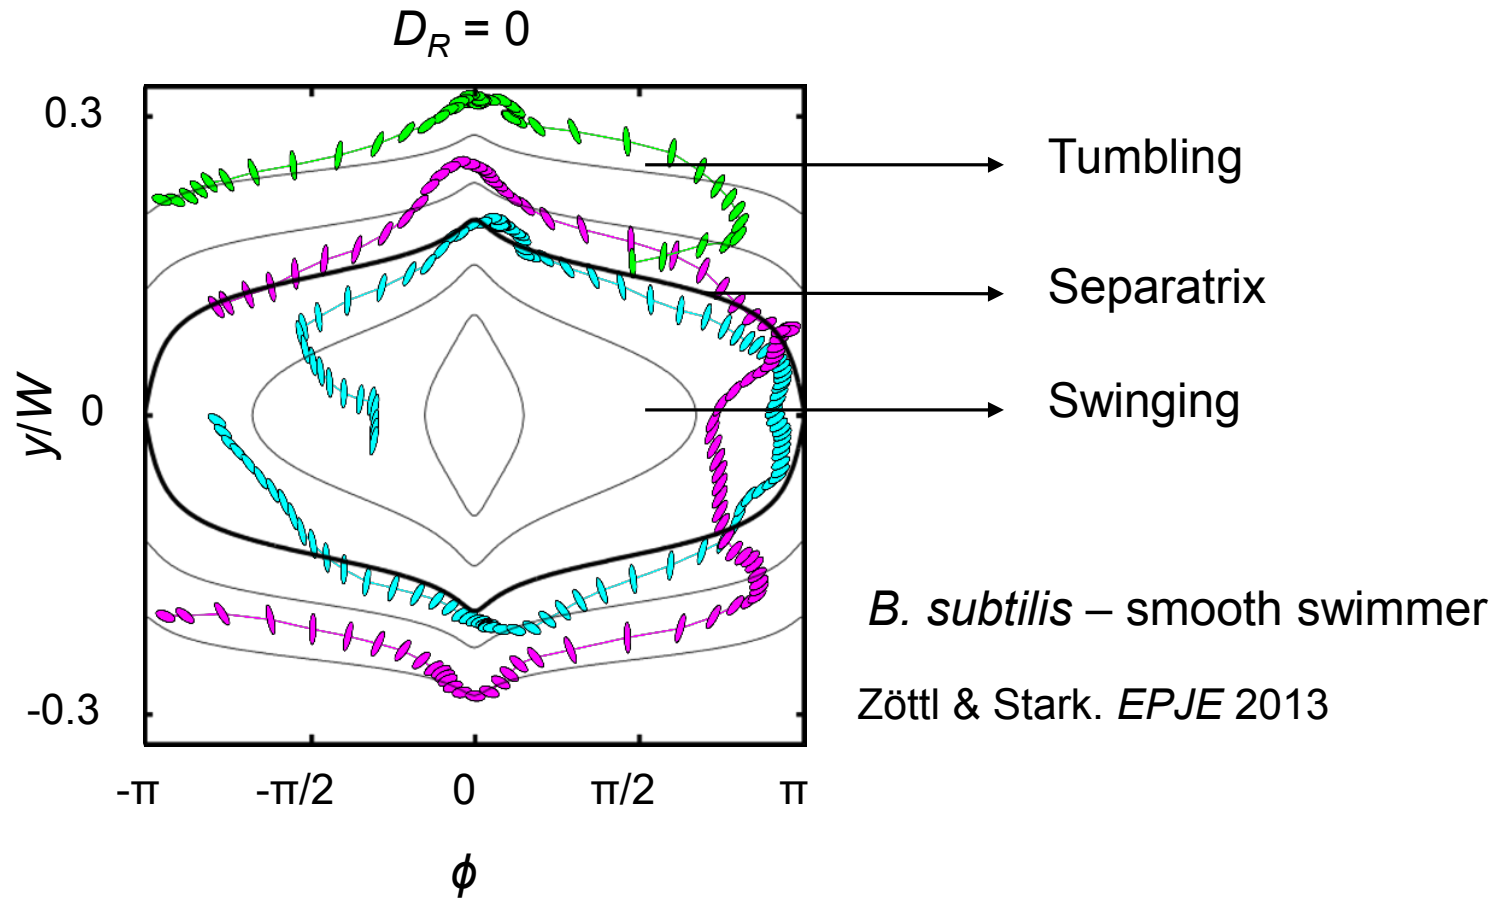 D_R = 0
0.3
0
-0.3
y/W
-π
-π/2
0
π/2
π
ϕ
Tumbling
Separatrix
Swinging
B. subtilis – smooth swimmer
Zöttl & Stark. EPJE 2013